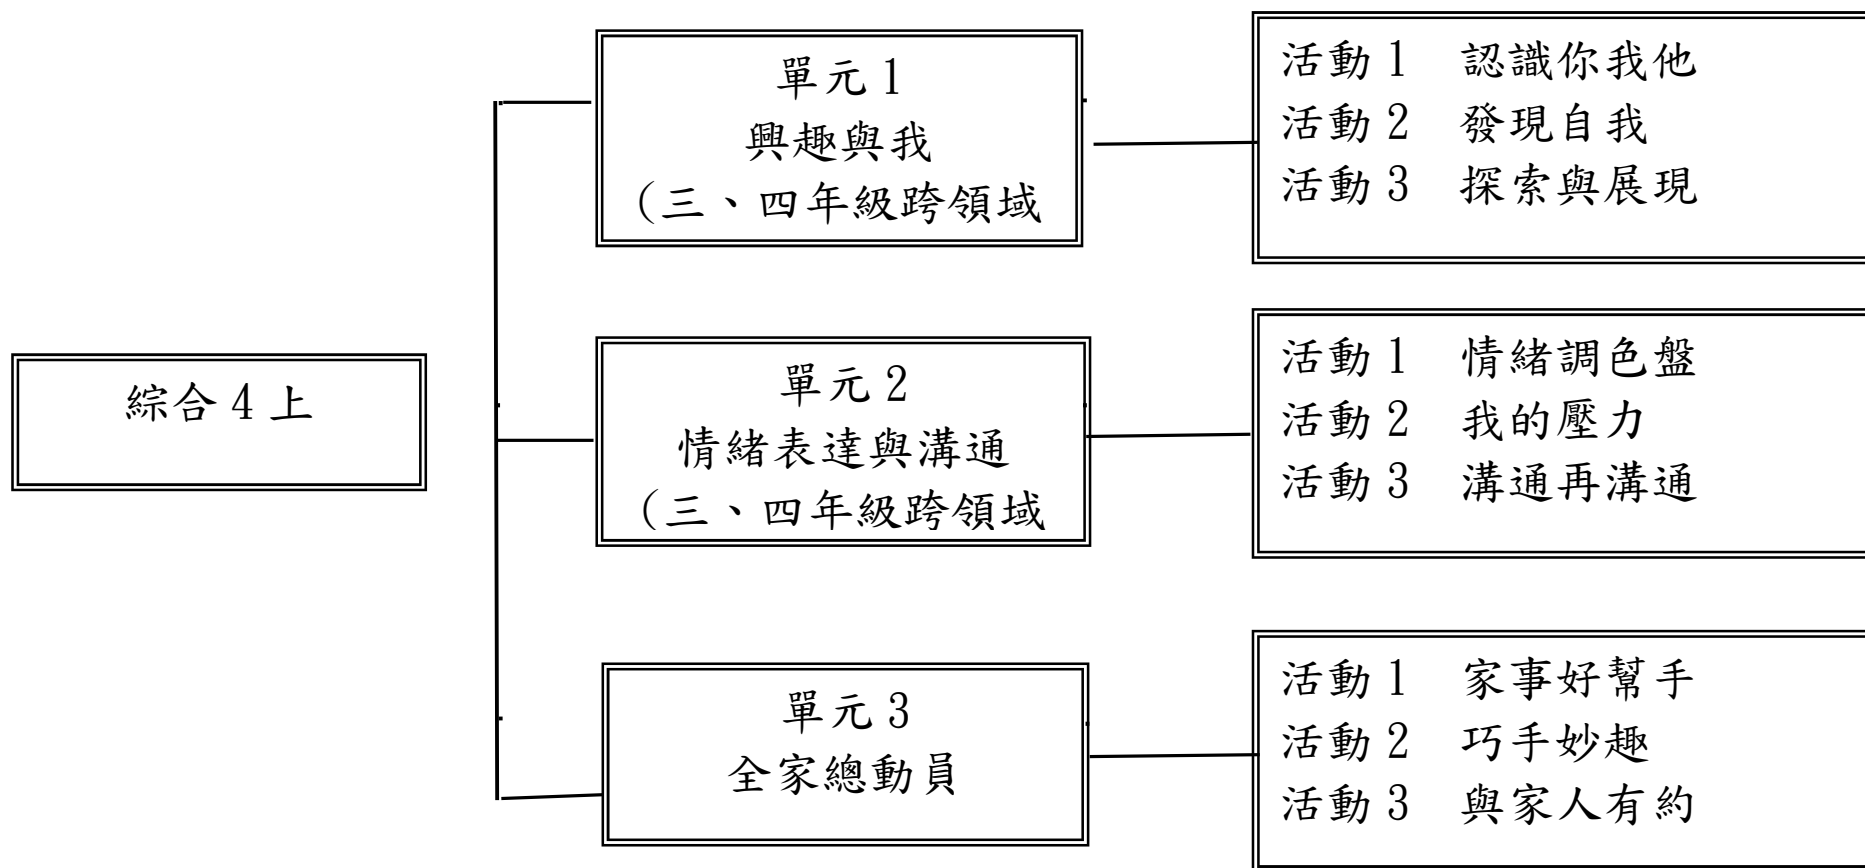 綜合4上
單元1
興趣與我
(三、四年級跨領域
活動1 認識你我他
活動2 發現自我
活動3 探索與展現
單元2
情緒表達與溝通
(三、四年級跨領域
活動1 情緒調色盤
活動2 我的壓力
活動3 溝通再溝通
單元3
全家總動員
活動1 家事好幫手
活動2 巧手妙趣
活動3 與家人有約